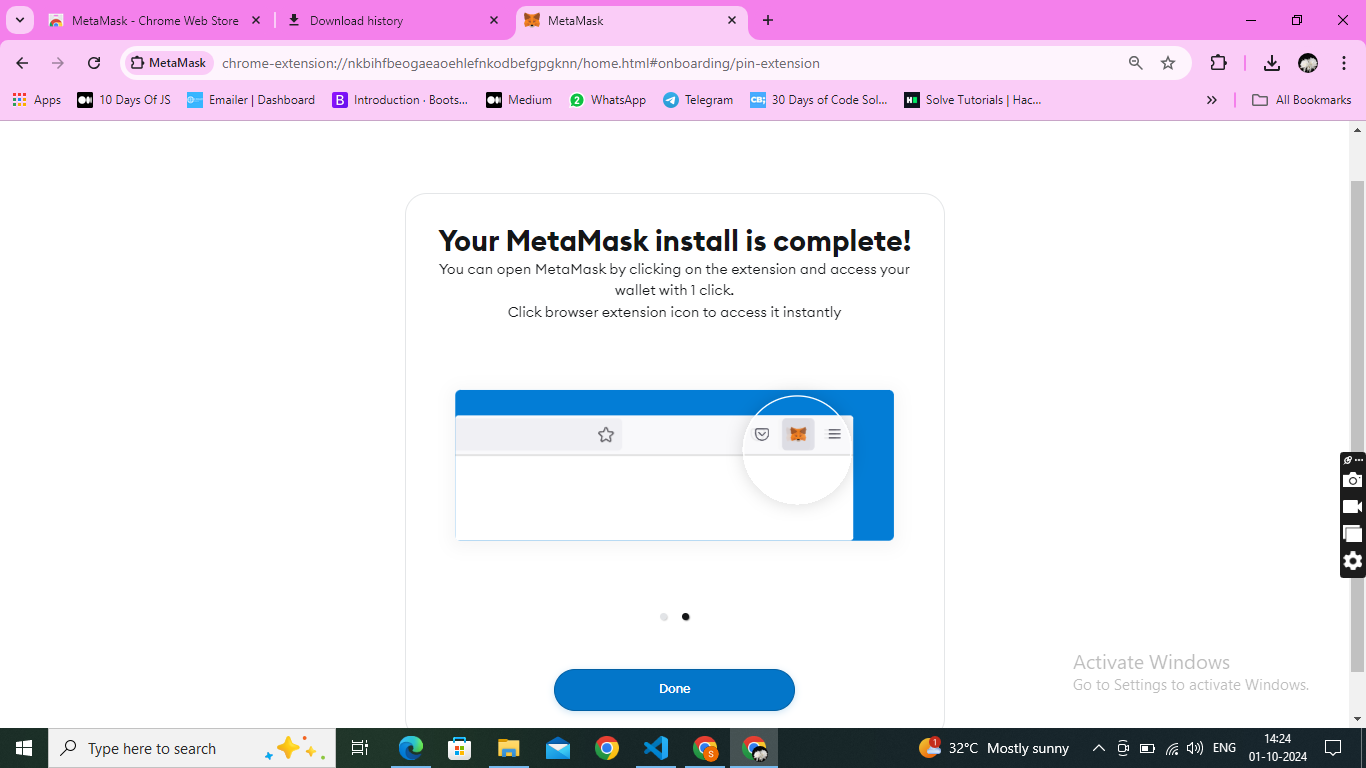 MetaMask - Chrome Web Store
Download history
MetaMask
MetaMask
chrome-extension://nkbihfbeogaeaoehlefnkodbefgpgknn/home.html#onboarding/pin-extension
Apps
10 Days Of JS
Emailer | Dashboard
Introduction · Boots...
Medium
WhatsApp
Telegram
30 Days of Code Sol...
Solve Tutorials | Hac...
All Bookmarks
Your MetaMask install is complete!
You can open MetaMask by clicking on the extension and access your
wallet with 1 click.
Click browser extension icon to access it instantly
Done
Activate Windows
Go to Settings to activate Windows.
Type here to search
1
32°C Mostly sunny
ENG
14:24
01-10-2024